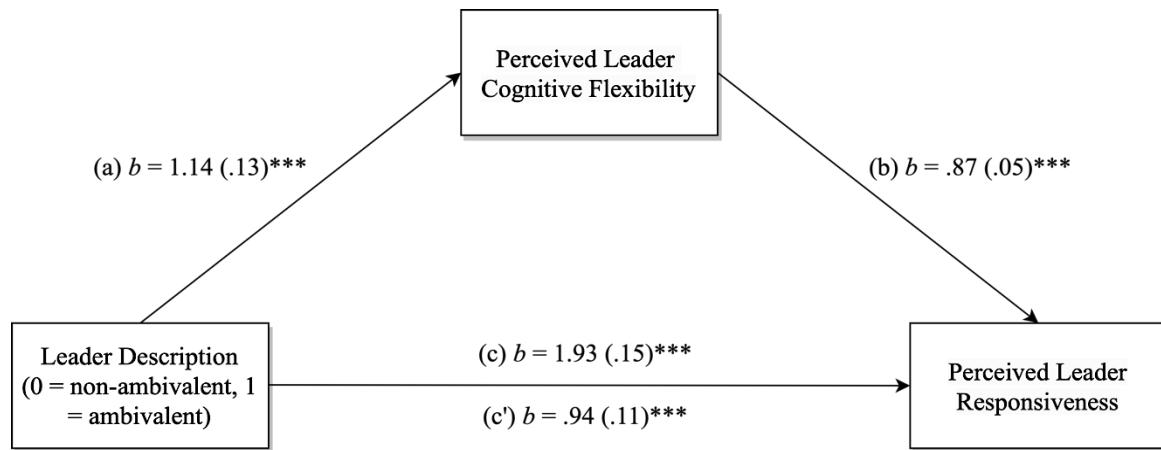 Perceived Leader
Cognitive Flexibility
(a) b = 1.14 (.13)***
(b) b = .87 (.05)***
Leader Description
(0 = non-ambivalent, 1
= ambivalent)
(c) b = 1.93 (.15)***
(c') b = .94 (.11)***
Perceived Leader
Responsiveness